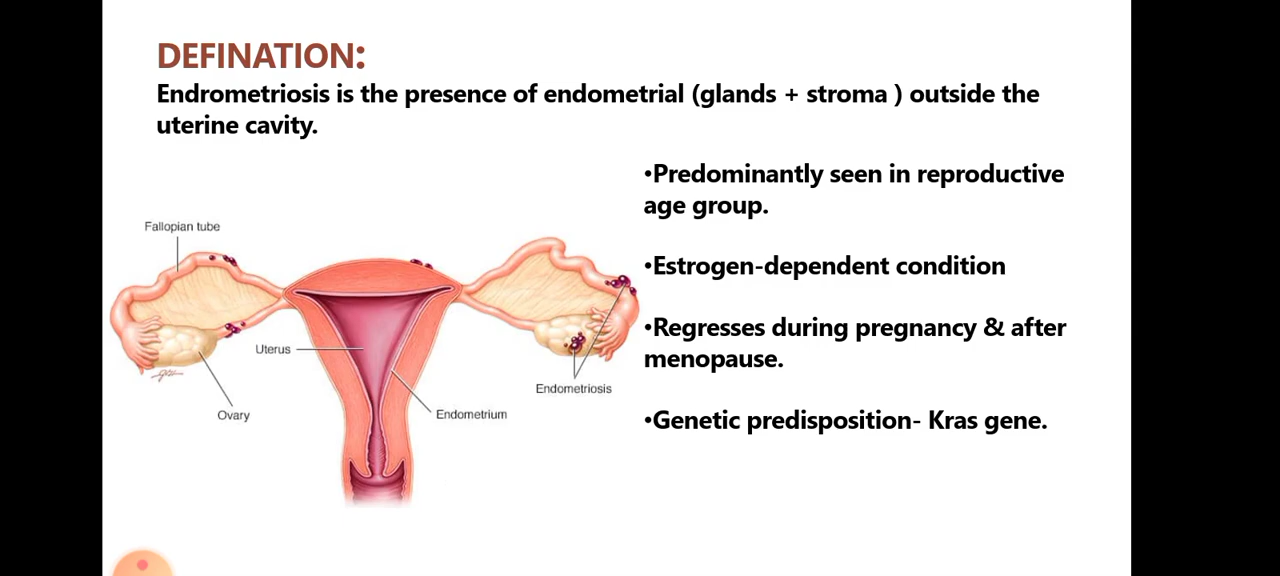 DEFINATION:
Endrometriosis is the presence of endometrial (glands + stroma ) outside the
uterine cavity.
•Predominantly seen in reproductive
age group.
•Estrogen-dependent condition
•Regresses during pregnancy & after
menopause.
•Genetic predisposition- Kras gene.
Fallopian tube
Uterus
Ovary
Endometrium
Endometriosis